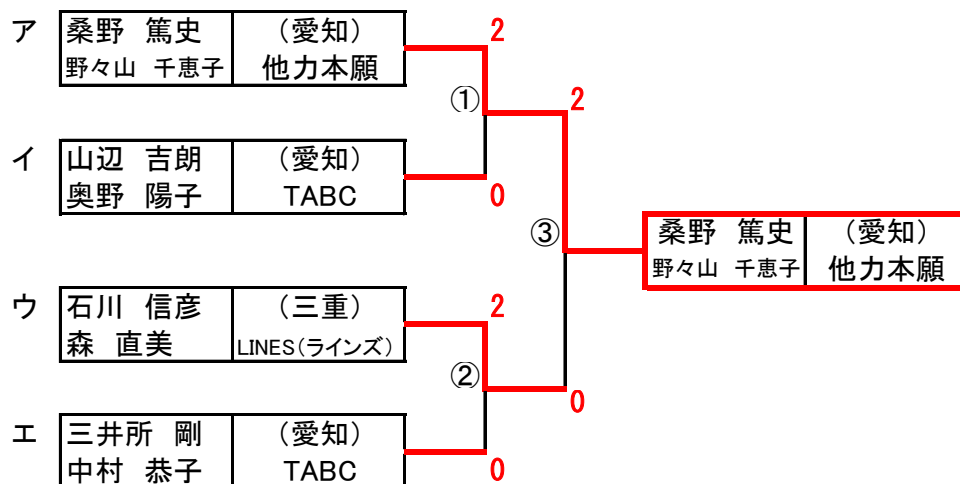 ア 桑野 篤史 (愛知) 2
野々山 千恵子 他力本願
① 2
イ 山辺 吉朗 (愛知)
奥野 陽子 TABC 0
③ 桑野 篤史 (愛知)
野々山 千恵子 他力本願
ウ 石川 信彦 (三重) 2
森 直美 LINES(ラインズ)
② 0
エ 三井所 剛 (愛知)
中村 恭子 TABC 0